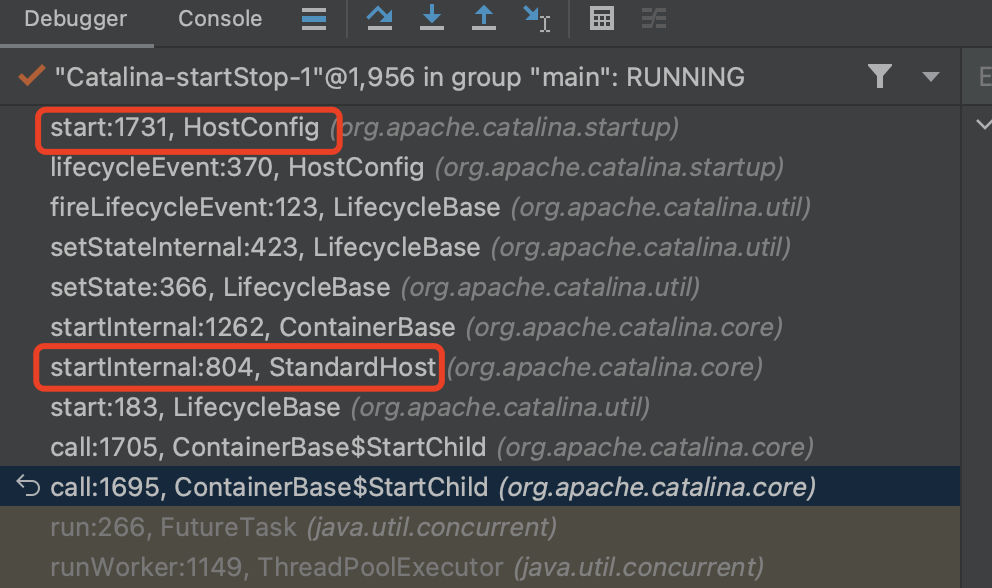 Debugger Console
"Catalina-startStop-1"@1,956 in group "main": RUNNING
start:1731, HostConfig (org.apache.catalina.startup)
lifecycleEvent:370, HostConfig (org.apache.catalina.startup)
fireLifecycleEvent:123, LifecycleBase (org.apache.catalina.util)
setStateInternal:423, LifecycleBase (org.apache.catalina.util)
setState:366, LifecycleBase (org.apache.catalina.util)
startInternal:1262, ContainerBase (org.apache.catalina.core)
startInternal:804, StandardHost (org.apache.catalina.core)
start:183, LifecycleBase (org.apache.catalina.util)
call:1705, ContainerBase$StartChild (org.apache.catalina.core)
call:1695, ContainerBase$StartChild (org.apache.catalina.core)
run:266, FutureTask (java.util.concurrent)
runWorker:1149, ThreadPoolExecutor (java.util.concurrent)